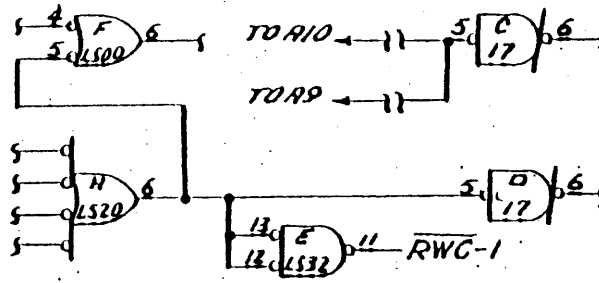 4 F 6
5 LS00
TO A10 5 C 6
17
TO A9
H 6
LS20
5 D 6
17
13 E 11 RWC-1
12 LS32